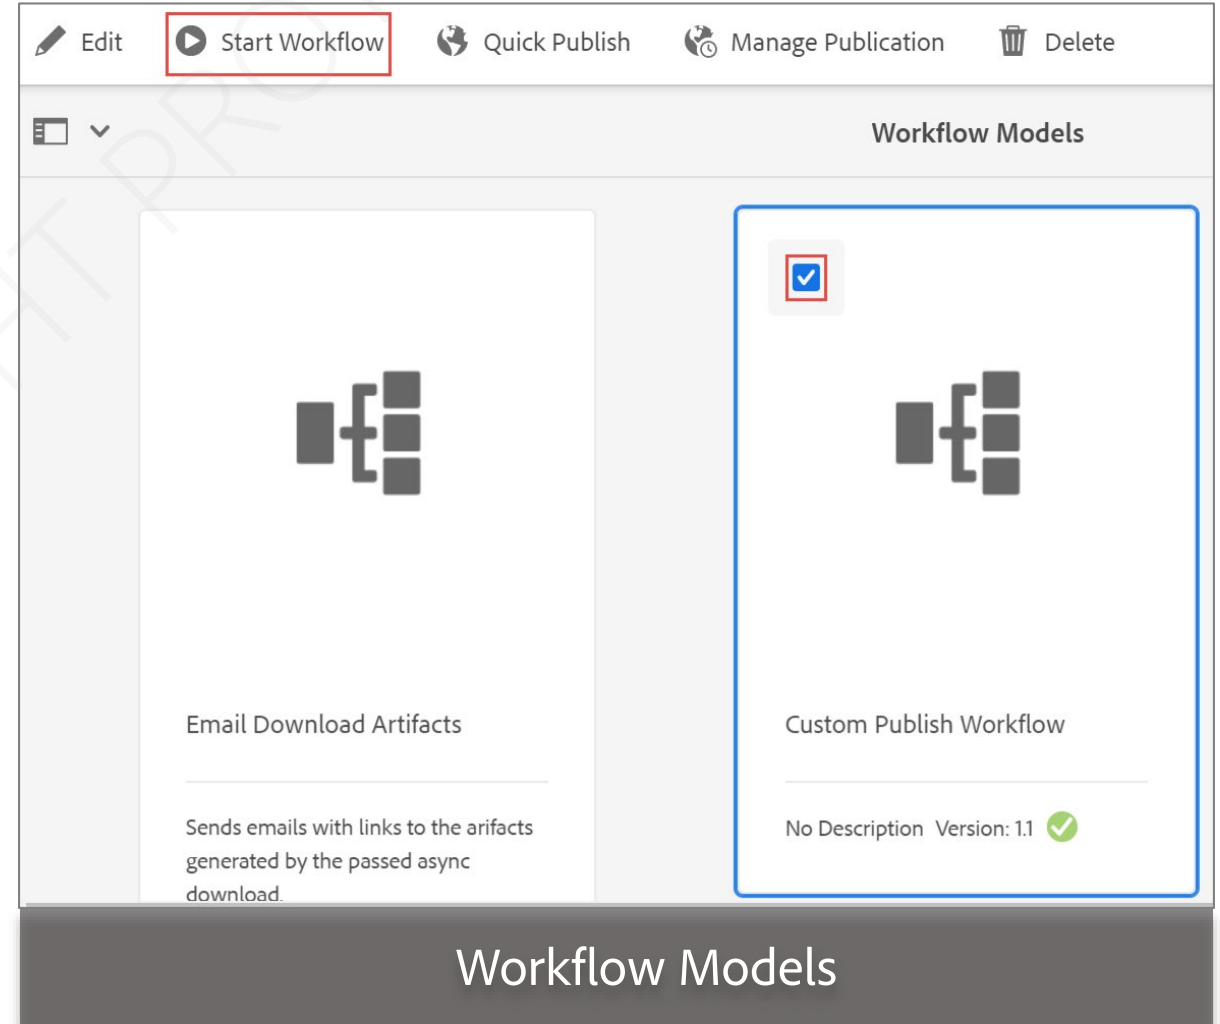 Edit Start Workflow Quick Publish Manage Publication Delete
Workflow Models
Email Download Artifacts
Sends emails with links to the arifacts
generated by the passed async
download.
Custom Publish Workflow
No Description Version: 1.1
Workflow Models